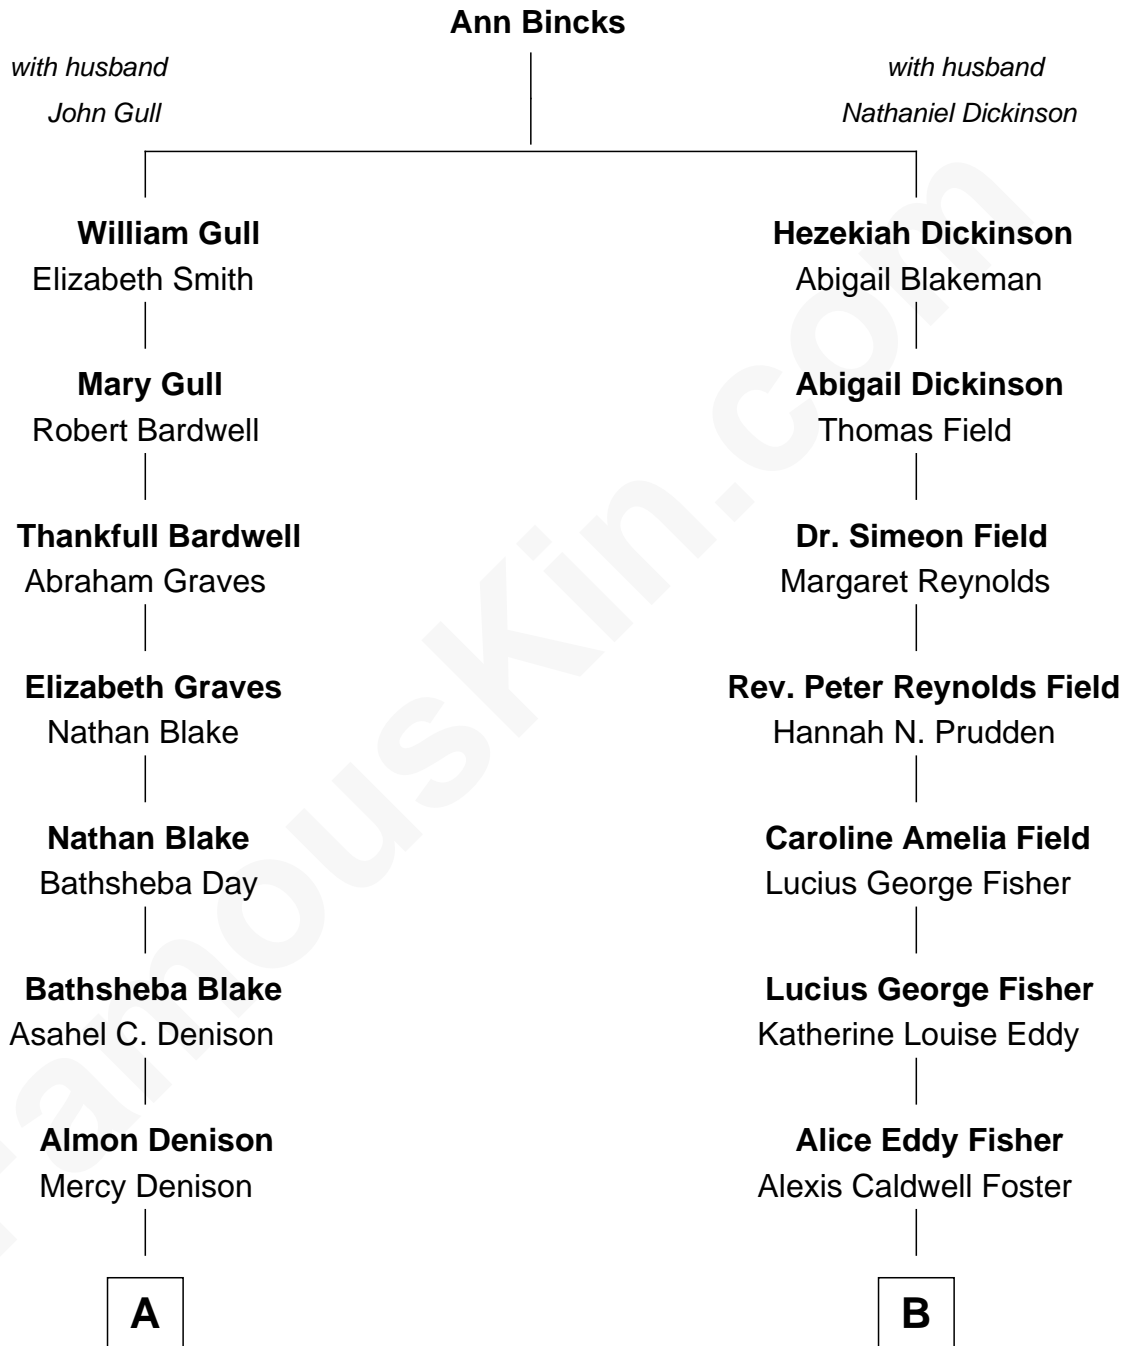 Ann Bincks
with husband
John Gull
with husband
Nathaniel Dickinson
William Gull
Elizabeth Smith
Hezekiah Dickinson
Abigail Blakeman
Mary Gull
Robert Bardwell
Abigail Dickinson
Thomas Field
Thankfull Bardwell
Abraham Graves
Dr. Simeon Field
Margaret Reynolds
Elizabeth Graves
Nathan Blake
Rev. Peter Reynolds Field
Hannah N. Prudden
Nathan Blake
Bathsheba Day
Caroline Amelia Field
Lucius George Fisher
Bathsheba Blake
Asahel C. Denison
Lucius George Fisher
Katherine Louise Eddy
Almon Denison
Mercy Denison
Alice Eddy Fisher
Alexis Caldwell Foster
A
B
FamousKin.com